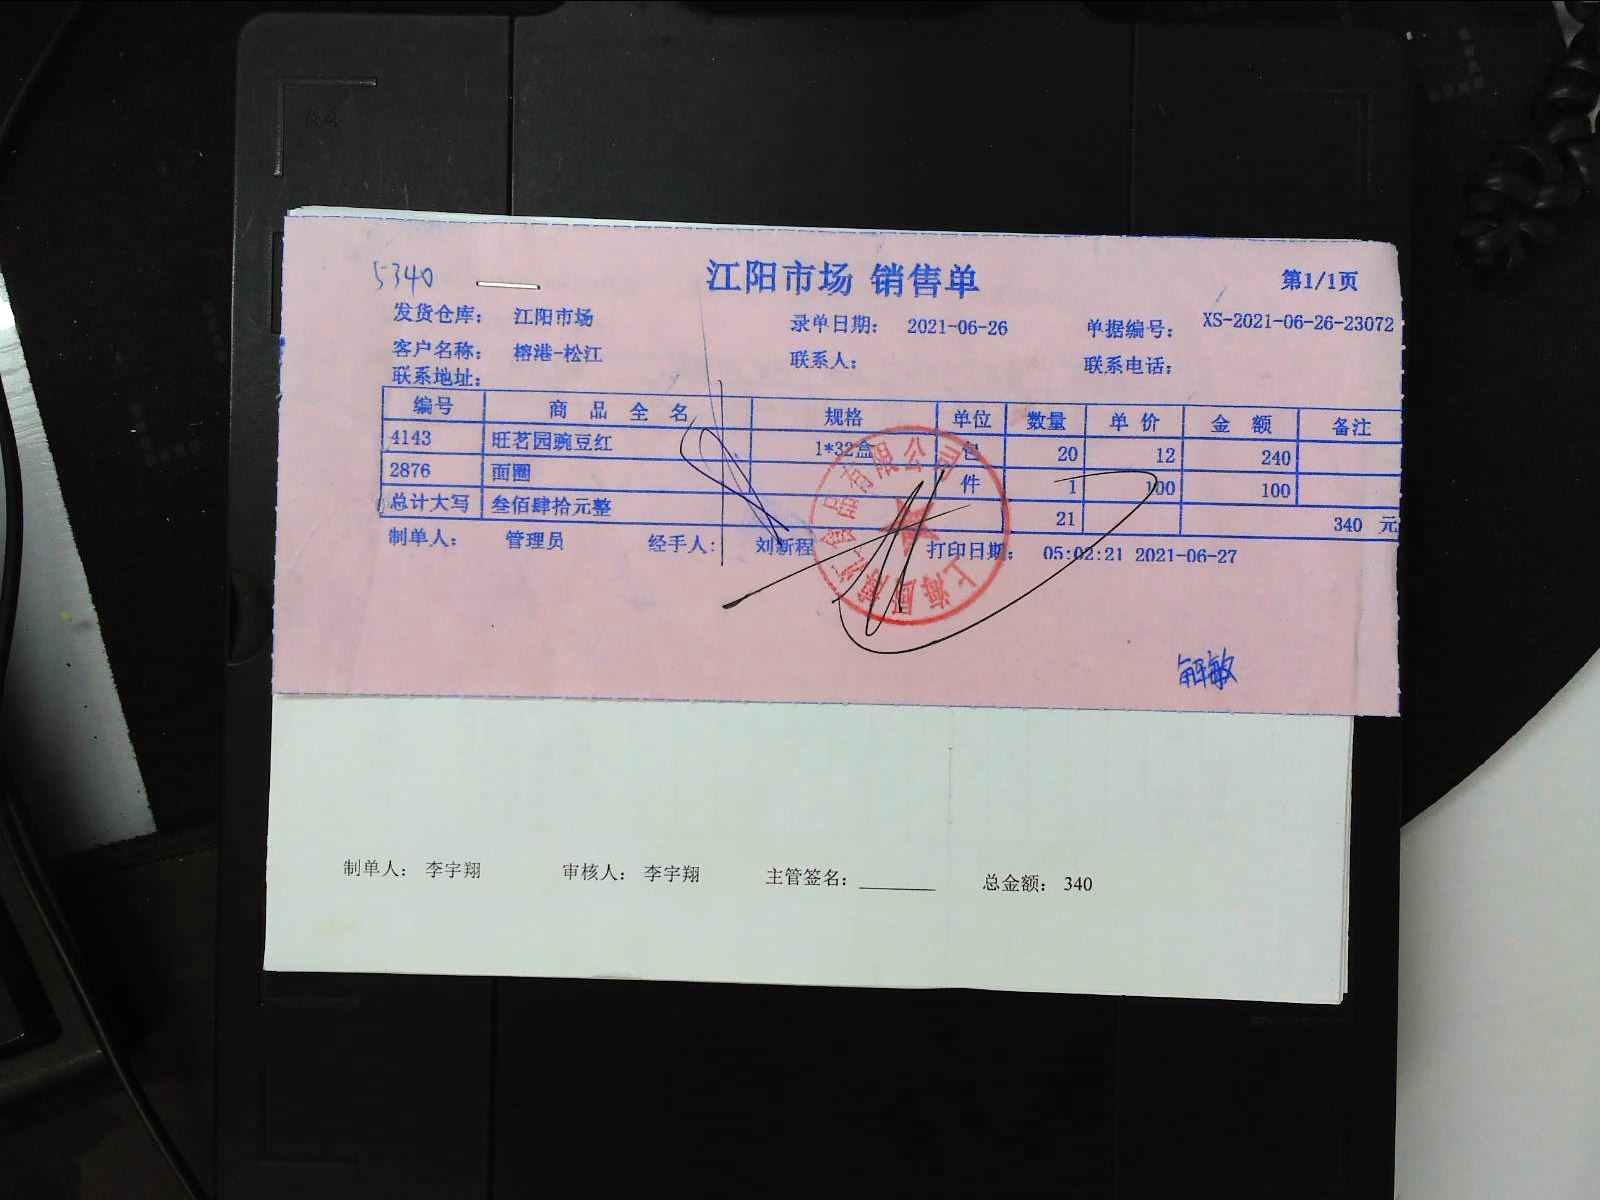 5340
江阳市场 销售单
第1/1页
发货仓库： 江阳市场 录单日期： 2021-06-26 单据编号： XS-2021-06-26-23072
客户名称： 榕港-松江 联系人： 联系电话：
联系地址：
编号 商 品 全 名 规格 单位 数量 单 价 金 额 备注
4143 旺茗园豌豆红 1*32盒 包 20 12 240
2876 面圈 件 1 100 100
总计大写 叁佰肆拾元整 21 340 元
制单人： 管理员 经手人： 刘新程 打印日期： 05:02:21 2021-06-27
制单人： 李宇翔 审核人： 李宇翔 主管签名： 总金额： 340